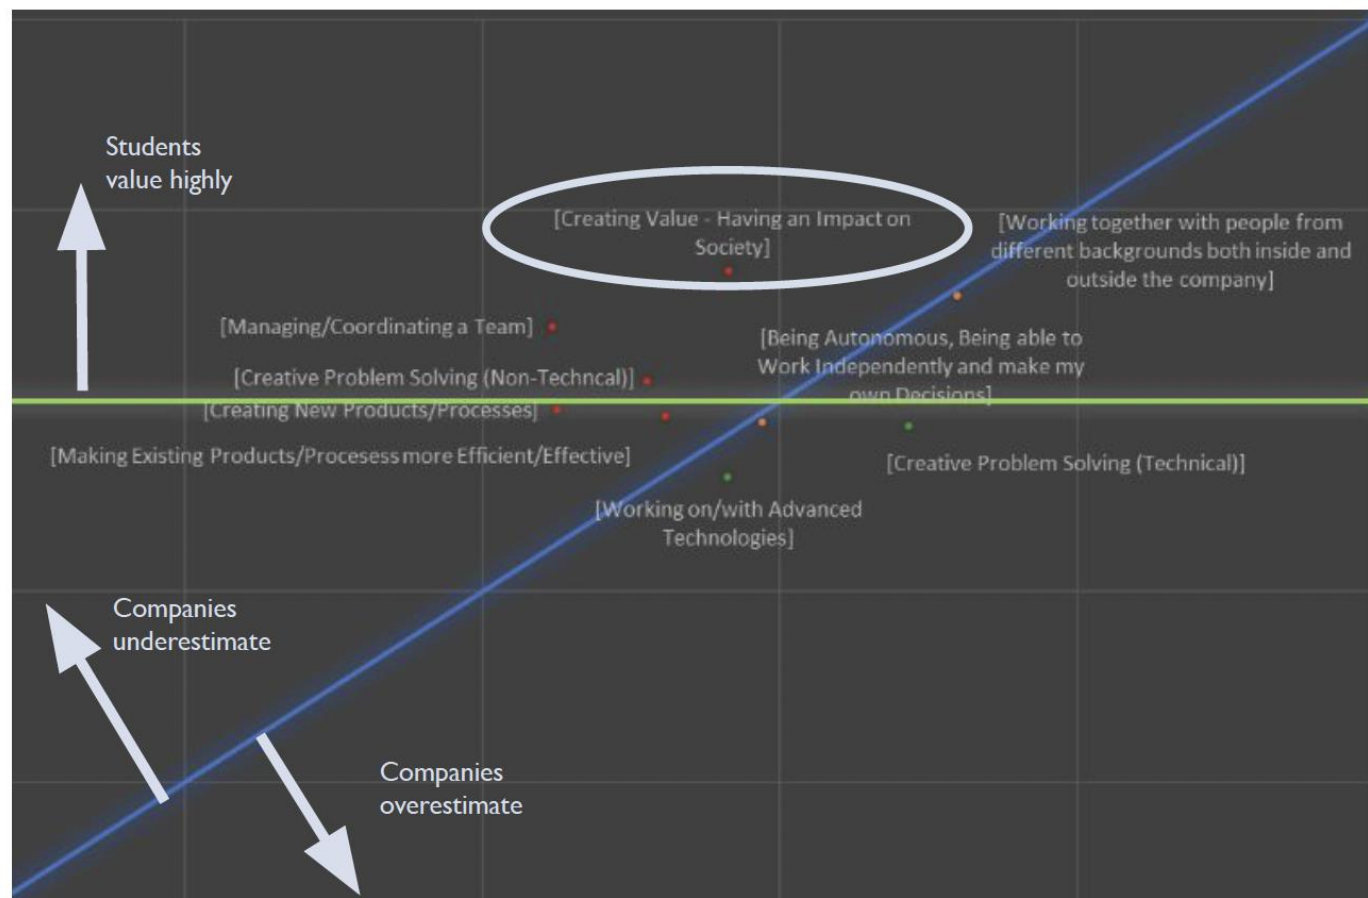 Students
value highly
[Creating Value - Having an Impact on
Society]
[Working together with people from
different backgrounds both inside and
outside the company]
[Managing/Coordinating a Team]
[Being Autonomous, Being able to
Work Independently and make my
own Decisions]
[Creative Problem Solving (Non-Techncal)]
[Creating New Products/Processes]
[Making Existing Products/Procesess more Efficient/Effective]
[Creative Problem Solving (Technical)]
[Working on/with Advanced
Technologies]
Companies
underestimate
Companies
overestimate